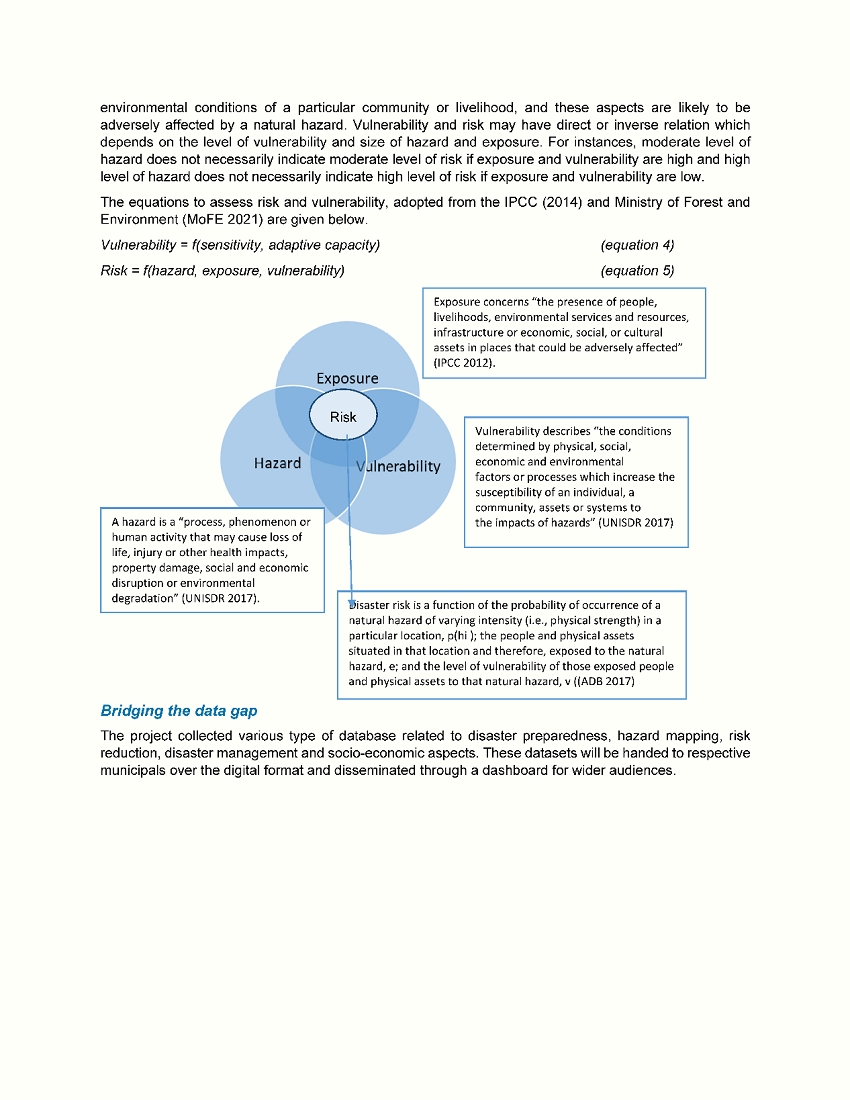 environmental conditions of a particular community or livelihood, and these aspects are likely to be
adversely affected by a natural hazard. Vulnerability and risk may have direct or inverse relation which
depends on the level of vulnerability and size of hazard and exposure. For instances, moderate level of
hazard does not necessarily indicate moderate level of risk if exposure and vulnerability are high and high
level of hazard does not necessarily indicate high level of risk if exposure and vulnerability are low.
The equations to assess risk and vulnerability, adopted from the IPCC (2014) and Ministry of Forest and
Environment (MoFE 2021) are given below.
Vulnerability = f(sensitivity, adaptive capacity) (equation 4)
Risk = f(hazard, exposure, vulnerability) (equation 5)
Exposure concerns “the presence of people,
livelihoods, environmental services and resources,
infrastructure or economic, social, or cultural
assets in places that could be adversely affected”
(IPCC 2012).
Exposure
Risk
Hazard
Vulnerability
Vulnerability describes “the conditions
determined by physical, social,
economic and environmental
factors or processes which increase the
susceptibility of an individual, a
community, assets or systems to
the impacts of hazards” (UNISDR 2017)
A hazard is a “process, phenomenon or
human activity that may cause loss of
life, injury or other health impacts,
property damage, social and economic
disruption or environmental
degradation” (UNISDR 2017).
Disaster risk is a function of the probability of occurrence of a
natural hazard of varying intensity (i.e., physical strength) in a
particular location, p(hi ); the people and physical assets
situated in that location and therefore, exposed to the natural
hazard, e; and the level of vulnerability of those exposed people
and physical assets to that natural hazard, v ((ADB 2017)
Bridging the data gap
The project collected various type of database related to disaster preparedness, hazard mapping, risk
reduction, disaster management and socio-economic aspects. These datasets will be handed to respective
municipals over the digital format and disseminated through a dashboard for wider audiences.